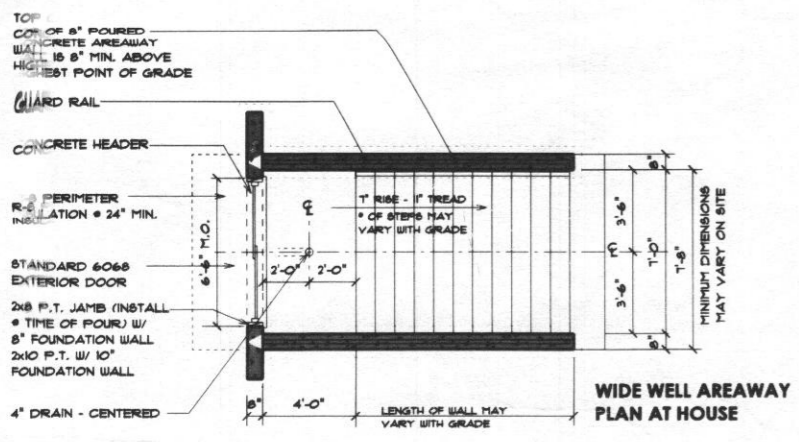 TOP
OF 8" POURED
CONCRETE AREAWAY
WALL IS 8" MIN. ABOVE
HIGHEST POINT OF GRADE
GUARD RAIL
CONCRETE HEADER
PERIMETER
INSULATION @ 24" MIN.
STANDARD 6068
EXTERIOR DOOR
2x8 P.T. JAMB (INSTALL
@ TIME OF POUR) W/
8" FOUNDATION WALL
2x10 P.T. W/ 10"
FOUNDATION WALL
4" DRAIN - CENTERED
6'-6" M.O.
℄
7" RISE - 11" TREAD
# OF STEPS MAY
VARY WITH GRADE
2'-0"
2'-0"
8"
4'-0"
LENGTH OF WALL MAY
VARY WITH GRADE
8"
3'-6"
℄
3'-6"
8"
7'-0"
7'-8"
MINIMUM DIMENSIONS
MAY VARY ON SITE
WIDE WELL AREAWAY
PLAN AT HOUSE